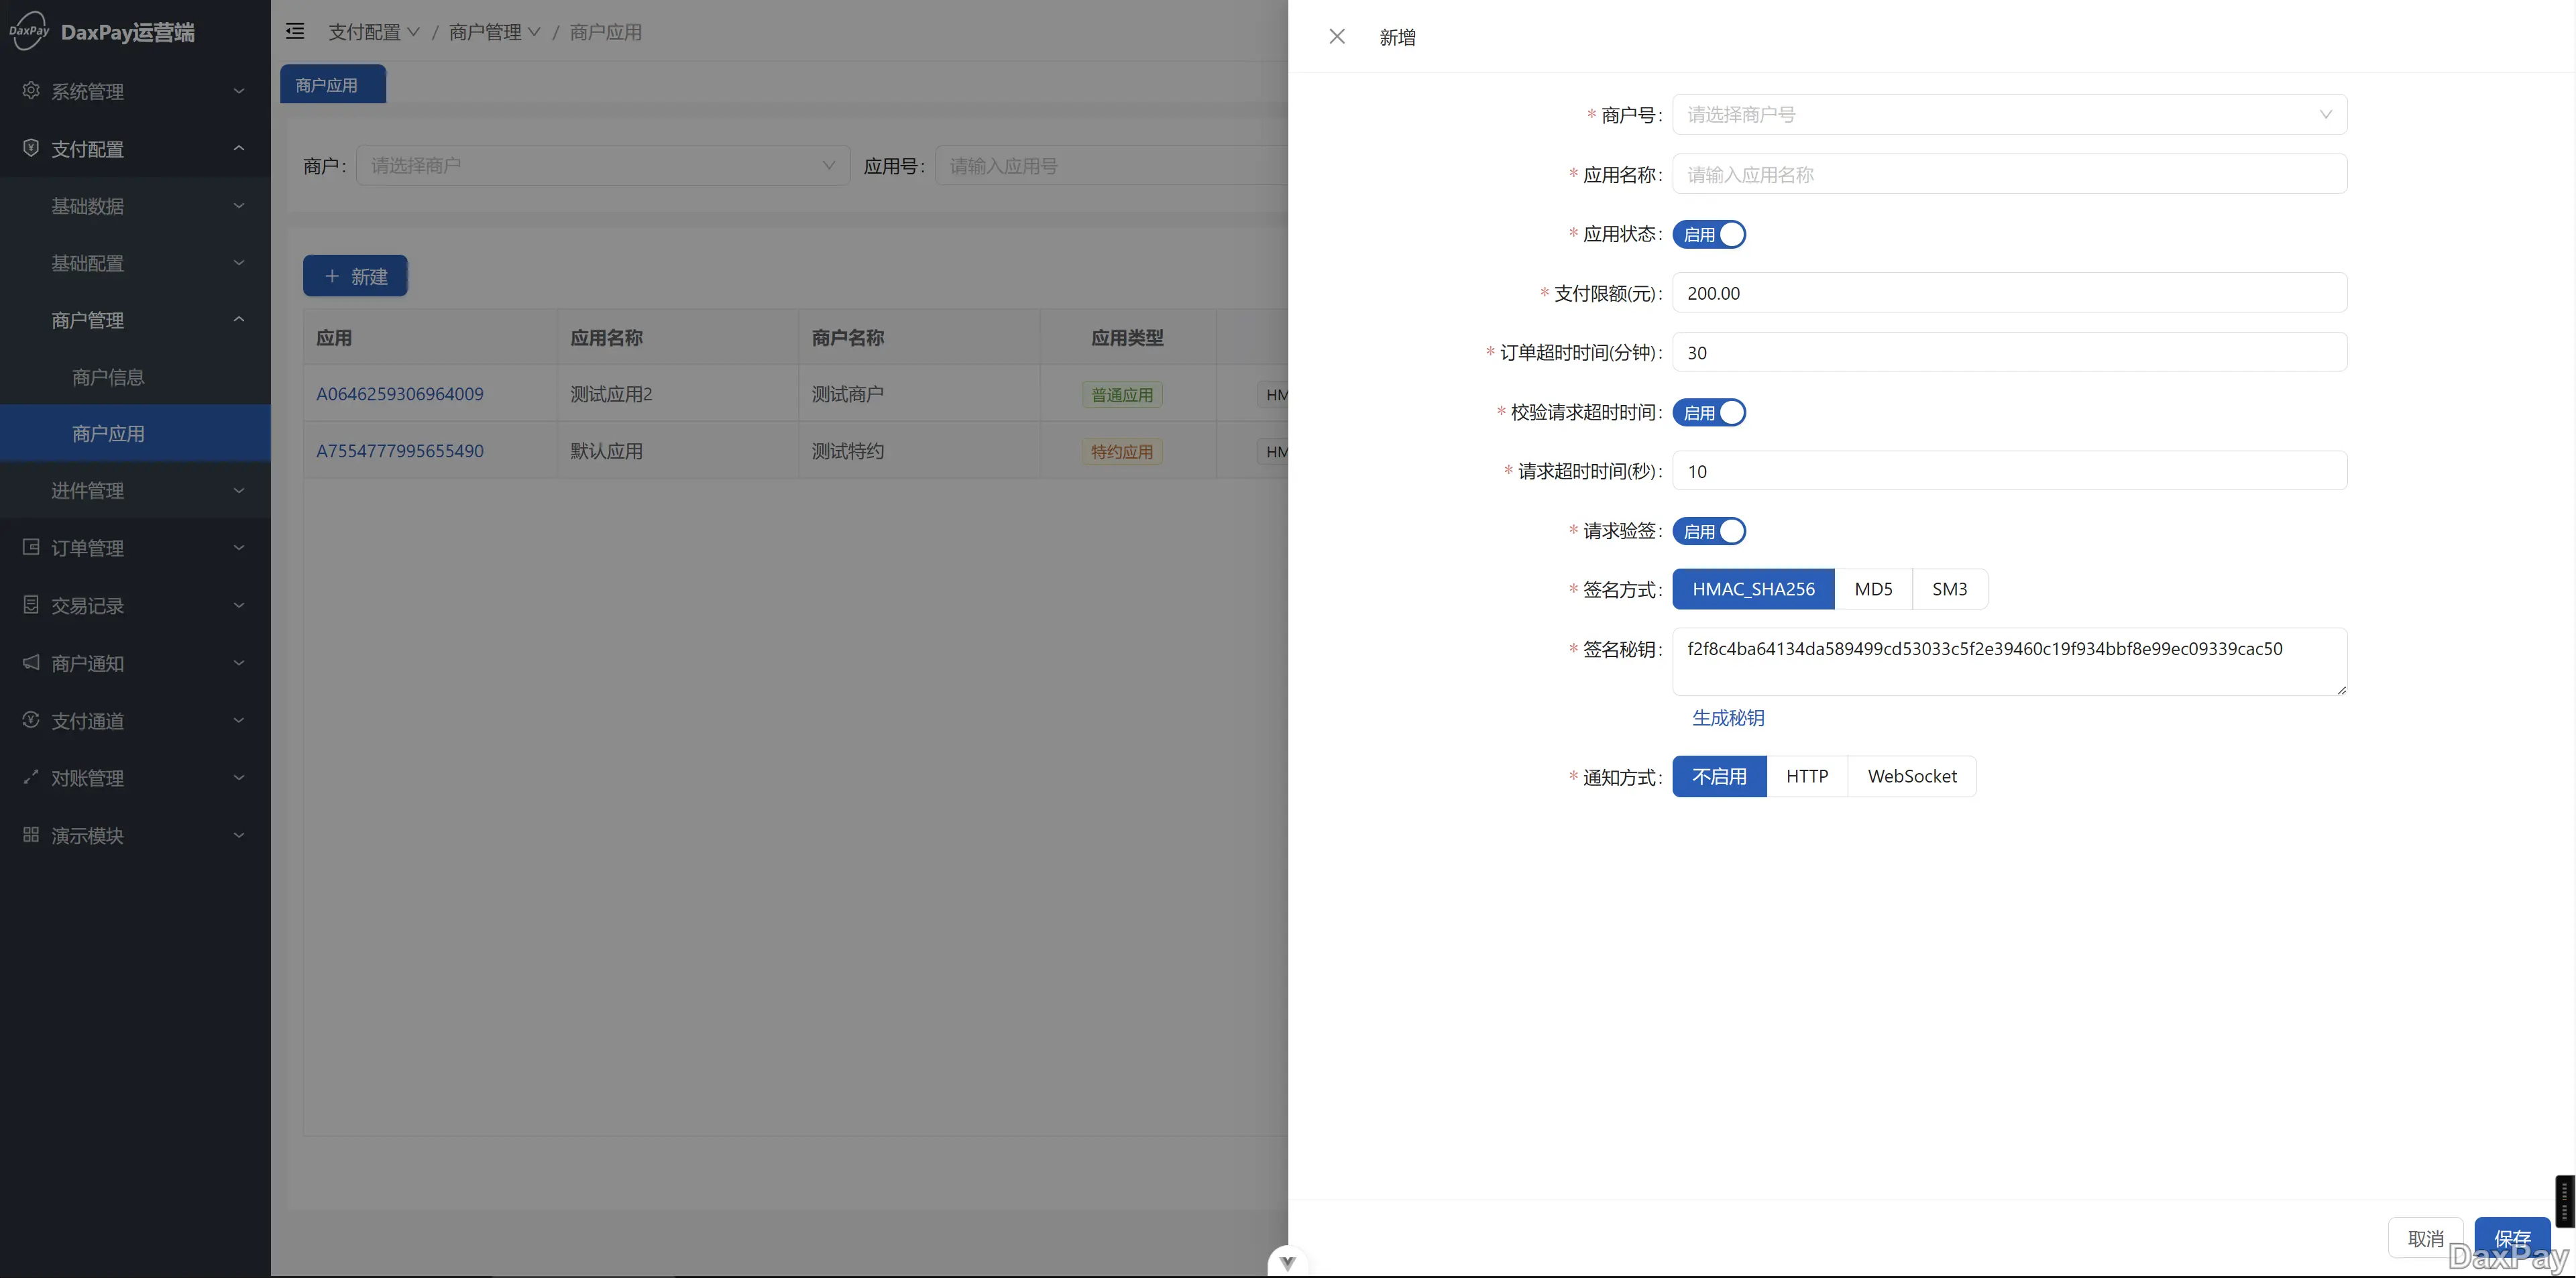 DaxPay DaxPay运营端
系统管理
支付配置
基础数据
基础配置
商户管理
商户信息
商户应用
进件管理
订单管理
交易记录
商户通知
支付通道
对账管理
演示模块
支付配置 / 商户管理 / 商户应用
商户应用
商户: 请选择商户 应用号: 请输入应用号
新建
应用 应用名称 商户名称 应用类型
A0646259306964009 测试应用2 测试商户 普通应用 HM
A7554777995655490 默认应用 测试特约 特约应用 HM
新增
* 商户号: 请选择商户号
* 应用名称: 请输入应用名称
* 应用状态: 启用
* 支付限额(元): 200.00
* 订单超时时间(分钟): 30
* 校验请求超时时间: 启用
* 请求超时时间(秒): 10
* 请求验签: 启用
* 签名方式: HMAC_SHA256 MD5 SM3
* 签名秘钥: f2f8c4ba64134da589499cd53033c5f2e39460c19f934bbf8e99ec09339cac50
生成秘钥
* 通知方式: 不启用 HTTP WebSocket
取消 保存
DaxPay